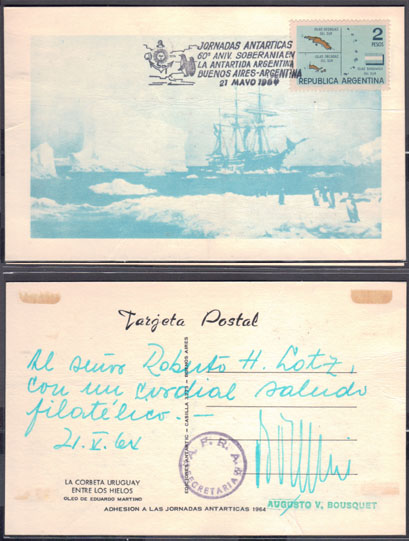 JORNADAS ANTARTICAS
60º ANIV. SOBERANIA EN
LA ANTARTIDA ARGENTINA
BUENOS AIRES-ARGENTINA
21 MAYO 1964
2
PESOS
REPUBLICA ARGENTINA
Tarjeta Postal
Al señor Roberto H. Lotz,
con un cordial saludo
filatélico.—
21.V.64
A.P.R.A.
SECRETARIA
LA CORBETA URUGUAY
ENTRE LOS HIELOS
OLEO DE EDUARDO MARTINO
AUGUSTO V. BOUSQUET
ADHESION A LAS JORNADAS ANTARTICAS 1964